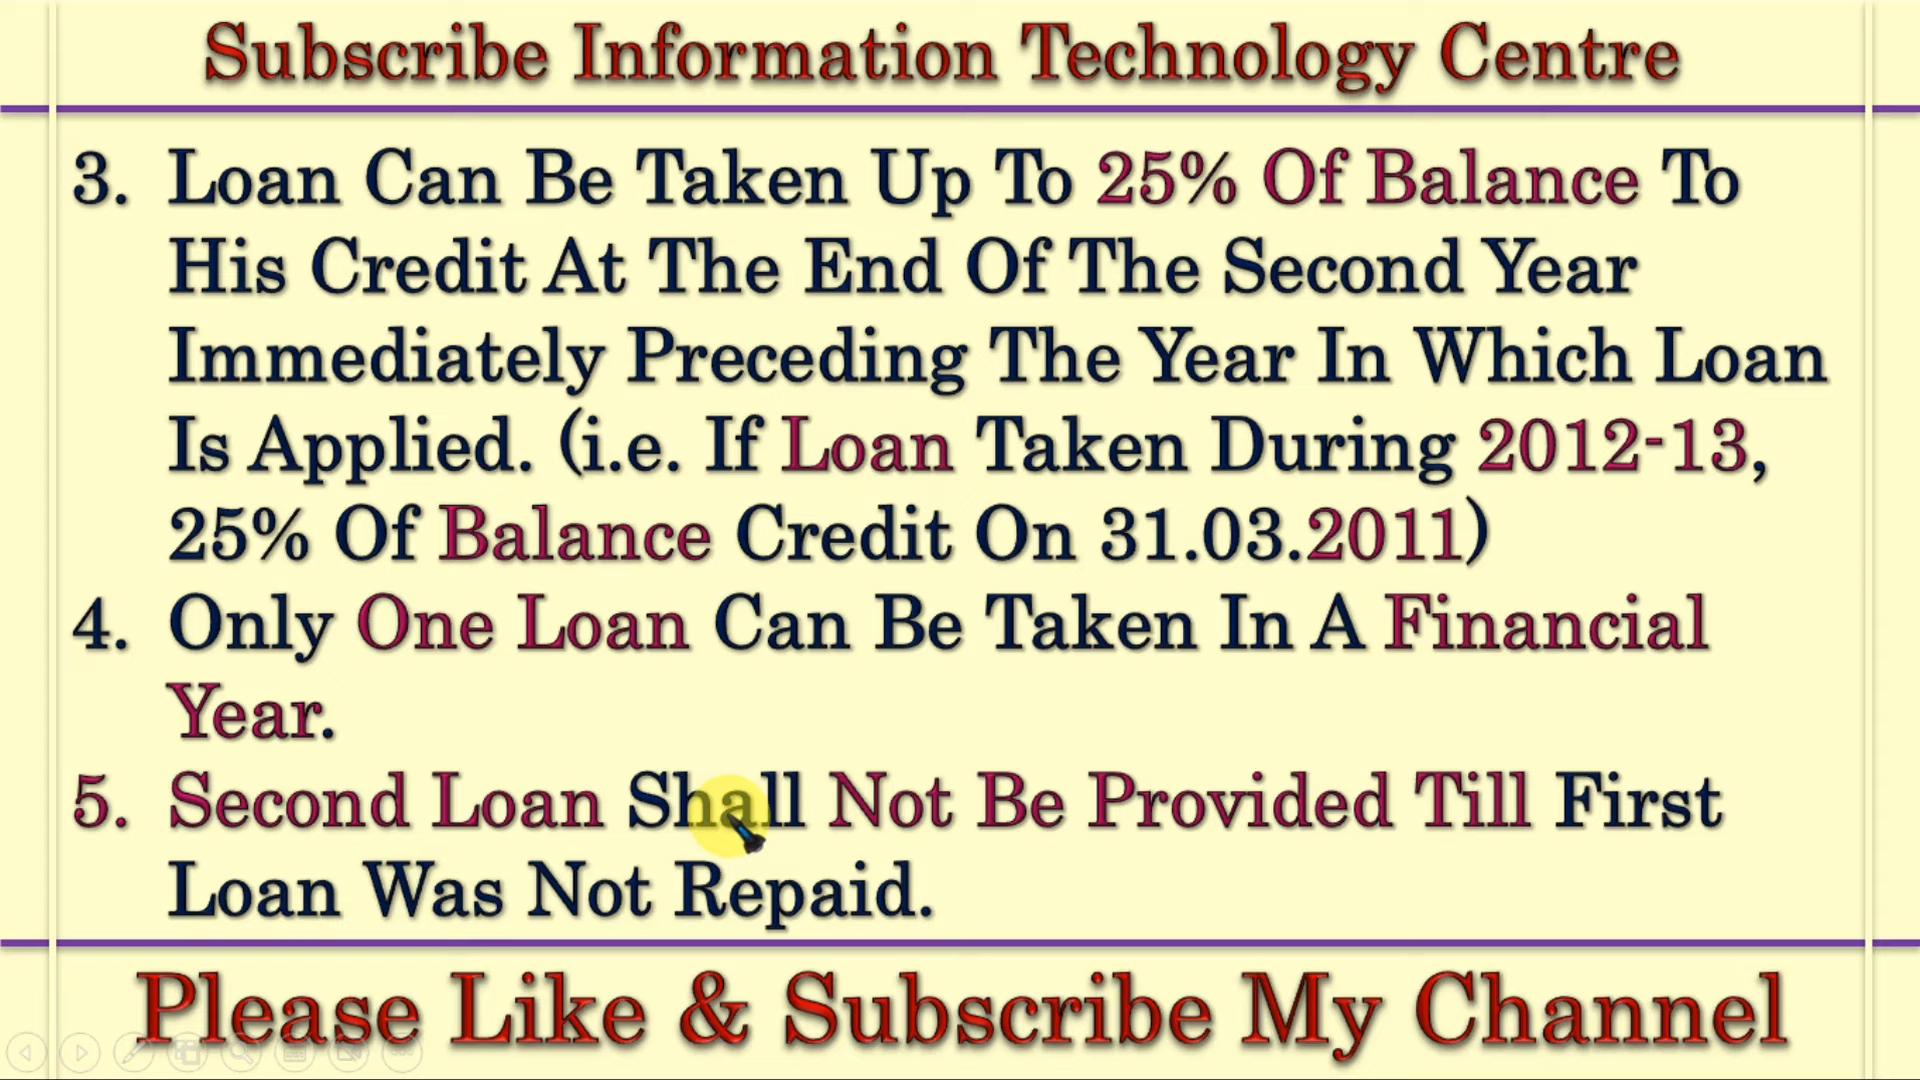 Subscribe Information Technology Centre
3. Loan Can Be Taken Up To 25% Of Balance To
His Credit At The End Of The Second Year
Immediately Preceding The Year In Which Loan
Is Applied. (i.e. If Loan Taken During 2012-13,
25% Of Balance Credit On 31.03.2011)
4. Only One Loan Can Be Taken In A Financial
Year.
5. Second Loan Shall Not Be Provided Till First
Loan Was Not Repaid.
Please Like & Subscribe My Channel